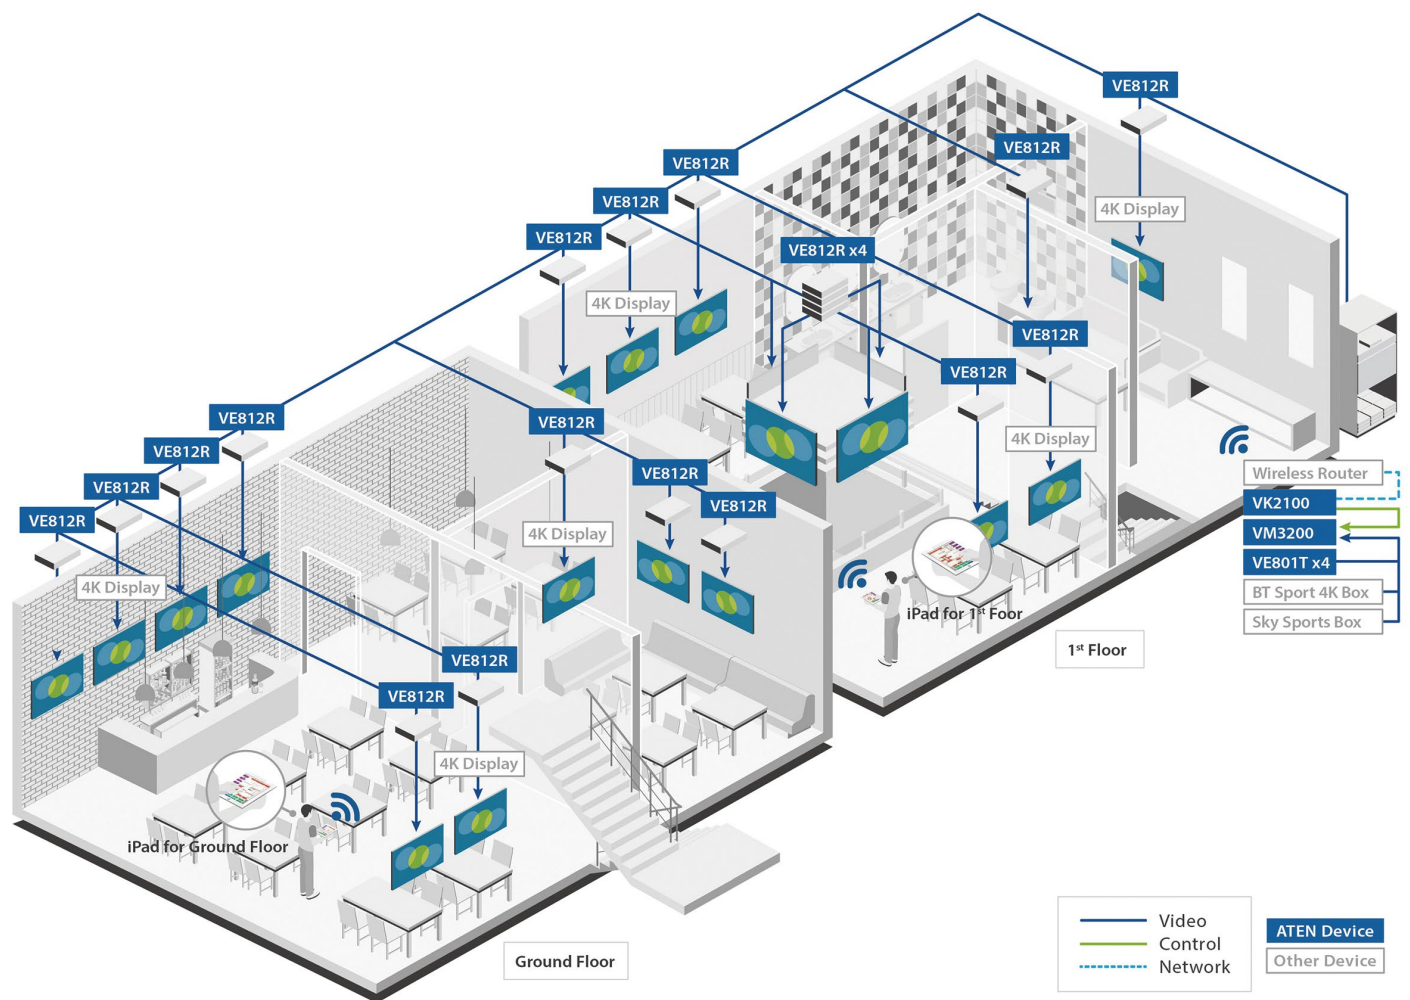 VE812R
VE812R
VE812R
VE812R
4K Display
VE812R
VE812R
VE812R x4
4K Display
VE812R
VE812R
VE812R
VE812R
4K Display
VE812R
VE812R
VE812R
Wireless Router
VE812R
VK2100
VE812R
VE812R
4K Display
VM3200
VE801T x4
4K Display
BT Sport 4K Box
iPad for 1st Foor
Sky Sports Box
1st Floor
VE812R
VE812R
4K Display
iPad for Ground Floor
Video
ATEN Device
Control
Ground Floor
Other Device
Network